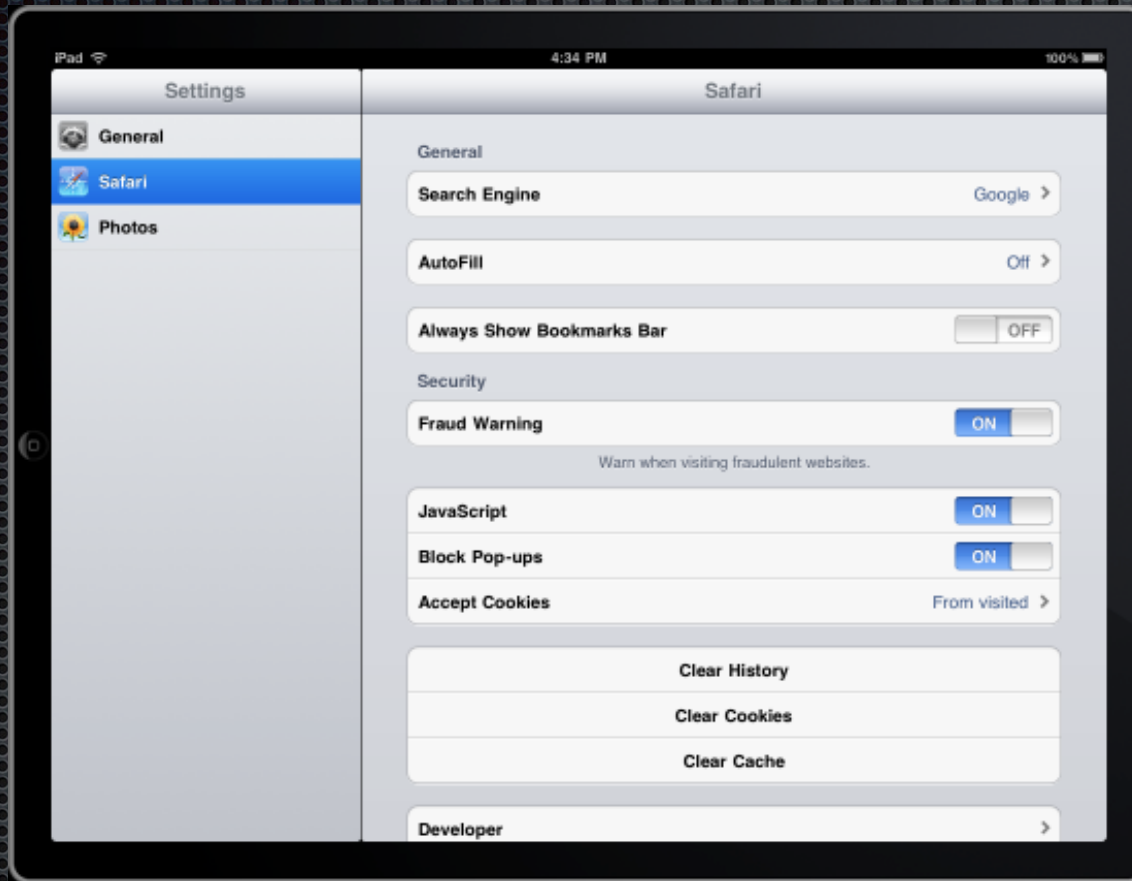 iPad 4:34 PM 100%
Settings
General
Safari
Photos
Safari
General
Search Engine Google
AutoFill Off
Always Show Bookmarks Bar OFF
Security
Fraud Warning ON
Warn when visiting fraudulent websites.
JavaScript ON
Block Pop-ups ON
Accept Cookies From visited
Clear History
Clear Cookies
Clear Cache
Developer